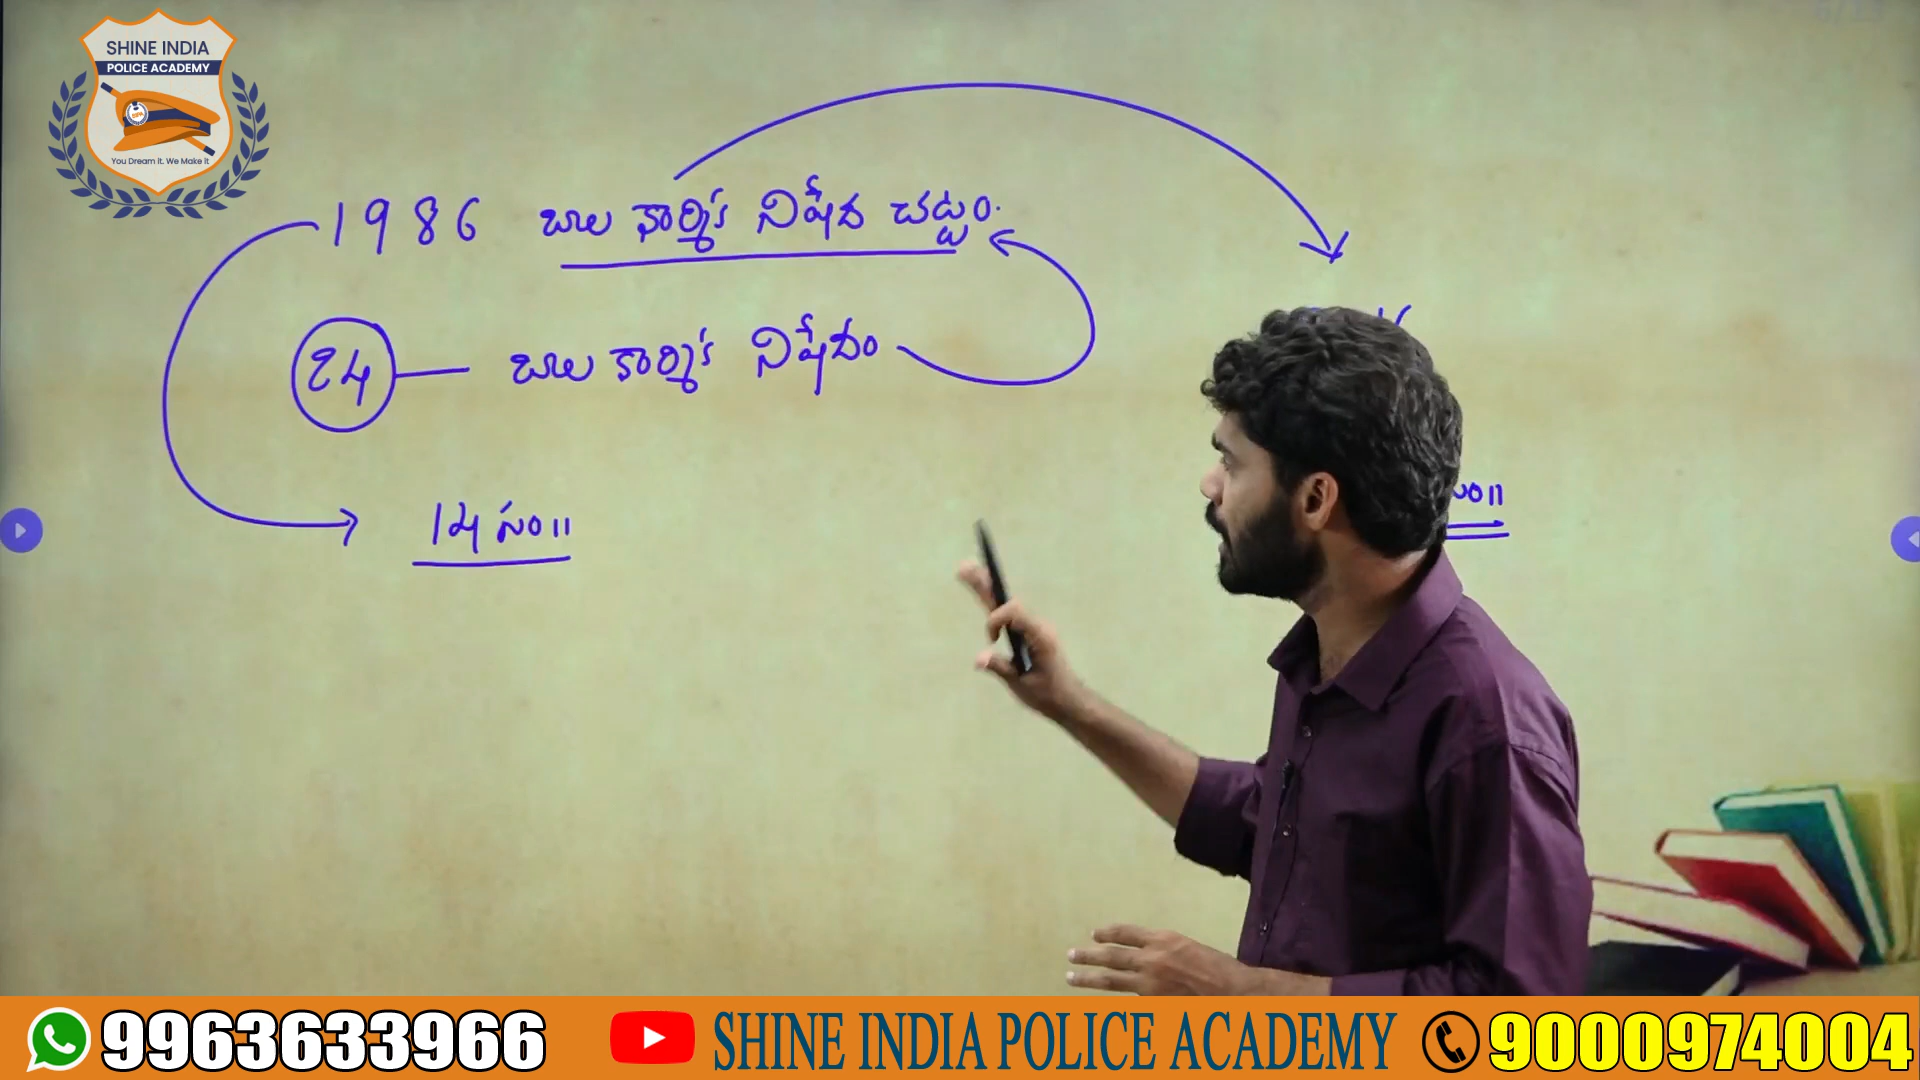 SHINE INDIA
POLICE ACADEMY
You Dream It. We Make It
1986 బాల కార్మిక నిషేధ చట్టం.
24 — బాల కార్మిక నిషేధం
14 సం॥
సం॥
9963633966
SHINE INDIA POLICE ACADEMY
9000974004